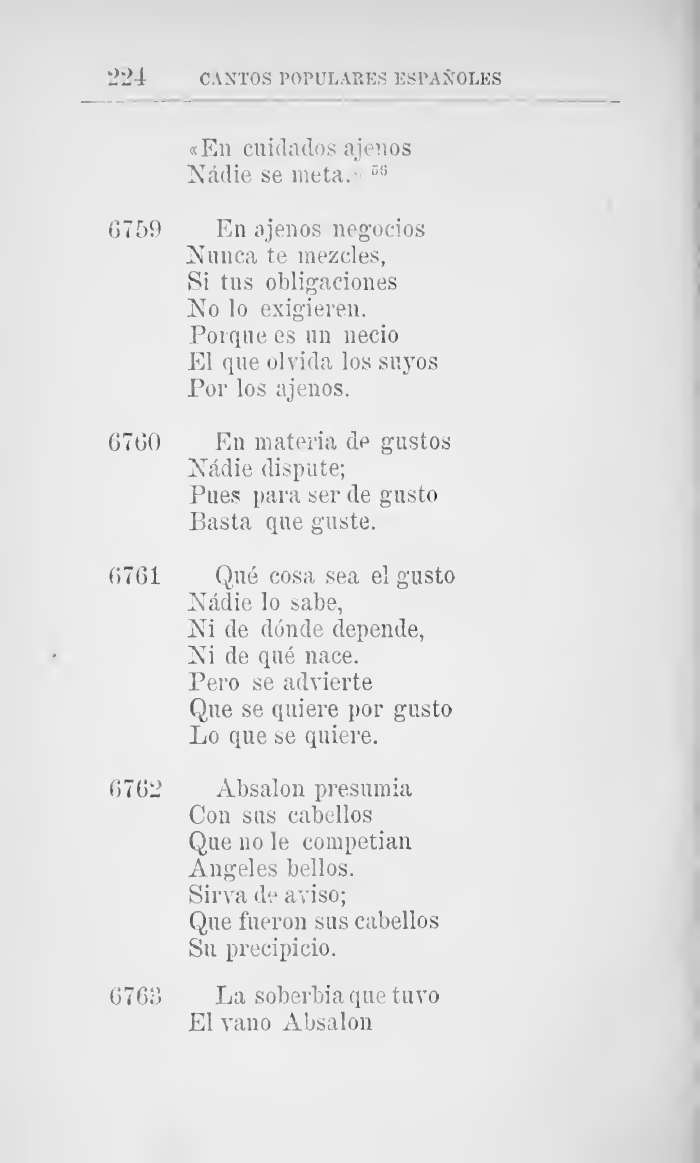 224 CANTOS POPULARES ESPAÑOLES
«En cuidados ajenos
Nádie se meta.» 56
6759 En ajenos negocios
Nunca te mezcles,
Si tus obligaciones
No lo exigieren.
Porque es un necio
El que olvida los suyos
Por los ajenos.
6760 En materia de gustos
Nádie dispute;
Pues para ser de gusto
Basta que guste.
6761 Qué cosa sea el gusto
Nádie lo sabe,
Ni de dónde depende,
Ni de qué nace.
Pero se advierte
Que se quiere por gusto
Lo que se quiere.
6762 Absalon presumia
Con sus cabellos
Que no le competian
Angeles bellos.
Sirva de aviso;
Que fueron sus cabellos
Su precipicio.
6763 La soberbia que tuvo
El vano Absalon